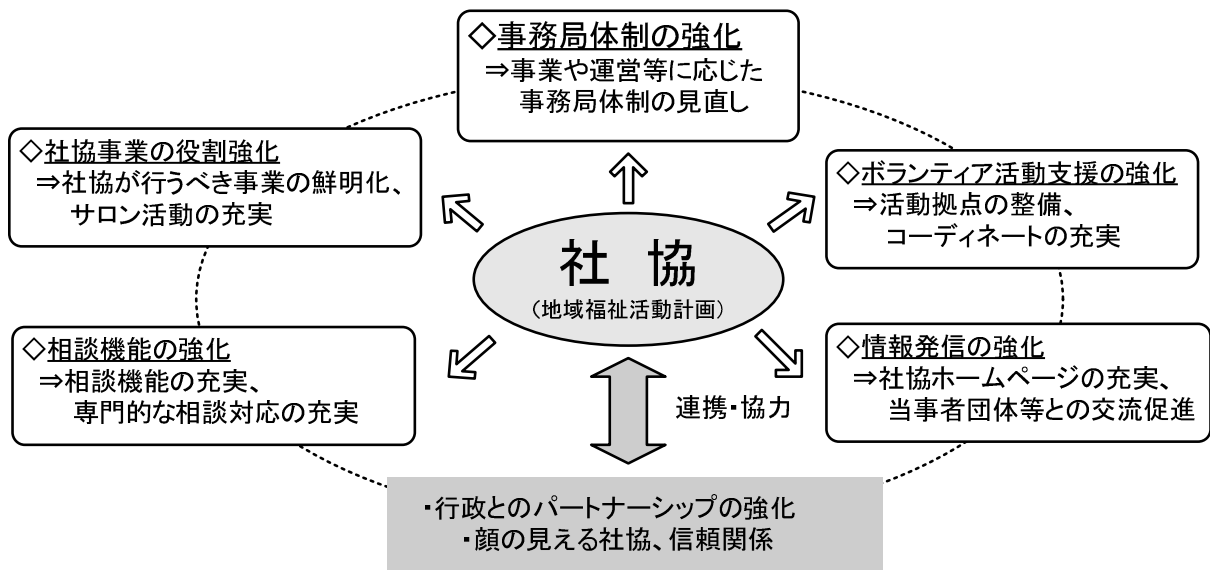 ◇事務局体制の強化
⇒事業や運営等に応じた
事務局体制の見直し
◇社協事業の役割強化
⇒社協が行うべき事業の鮮明化、
サロン活動の充実
◇ボランティア活動支援の強化
⇒活動拠点の整備、
コーディネートの充実
社 協
（地域福祉活動計画）
◇相談機能の強化
⇒相談機能の充実、
専門的な相談対応の充実
◇情報発信の強化
⇒社協ホームページの充実、
当事者団体等との交流促進
連携・協力
・行政とのパートナーシップの強化
・顔の見える社協、信頼関係